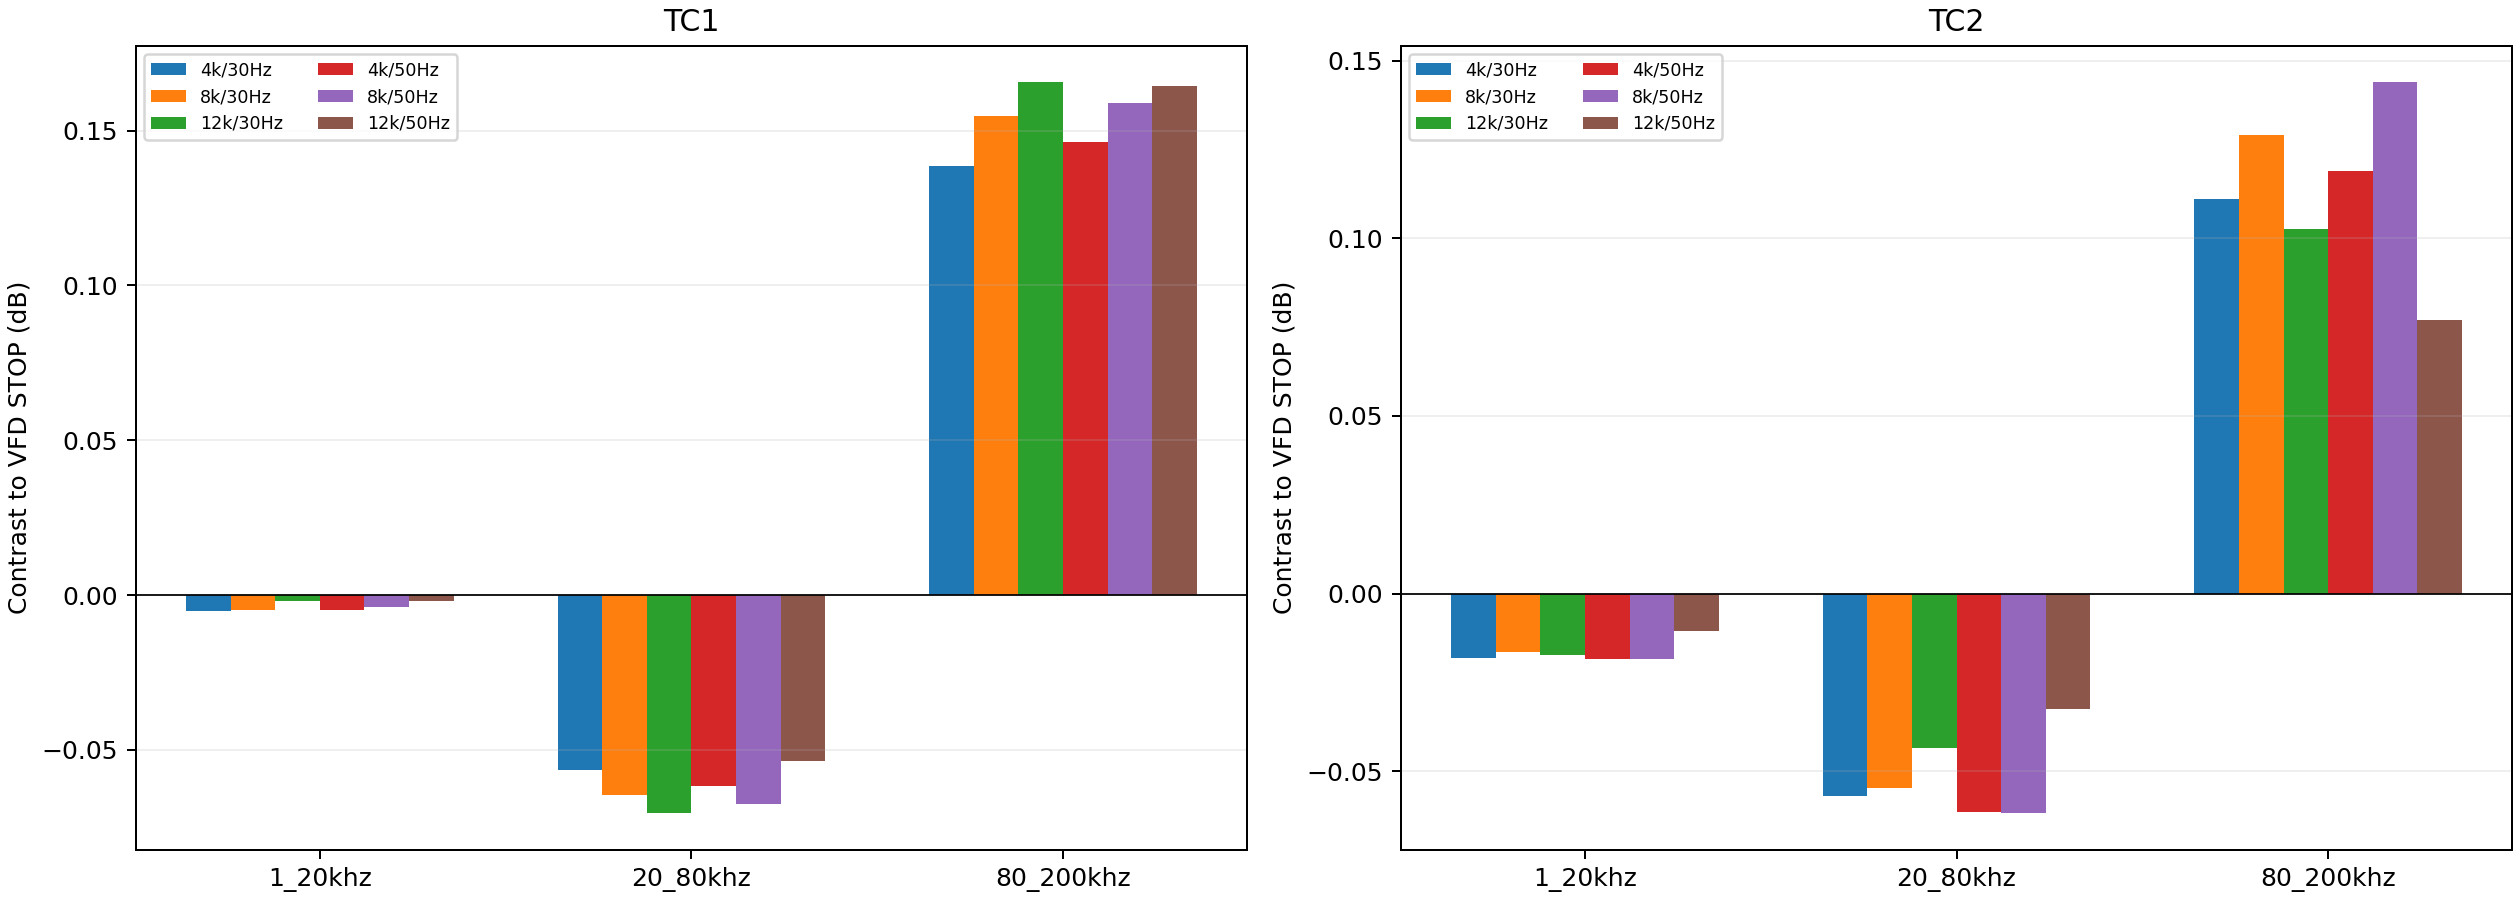 TC1
4k/30Hz
8k/30Hz
12k/30Hz
4k/50Hz
8k/50Hz
12k/50Hz
Contrast to VFD STOP (dB)
0.15
0.10
0.05
0.00
−0.05
1_20khz
20_80khz
80_200khz
TC2
4k/30Hz
8k/30Hz
12k/30Hz
4k/50Hz
8k/50Hz
12k/50Hz
Contrast to VFD STOP (dB)
0.15
0.10
0.05
0.00
−0.05
1_20khz
20_80khz
80_200khz